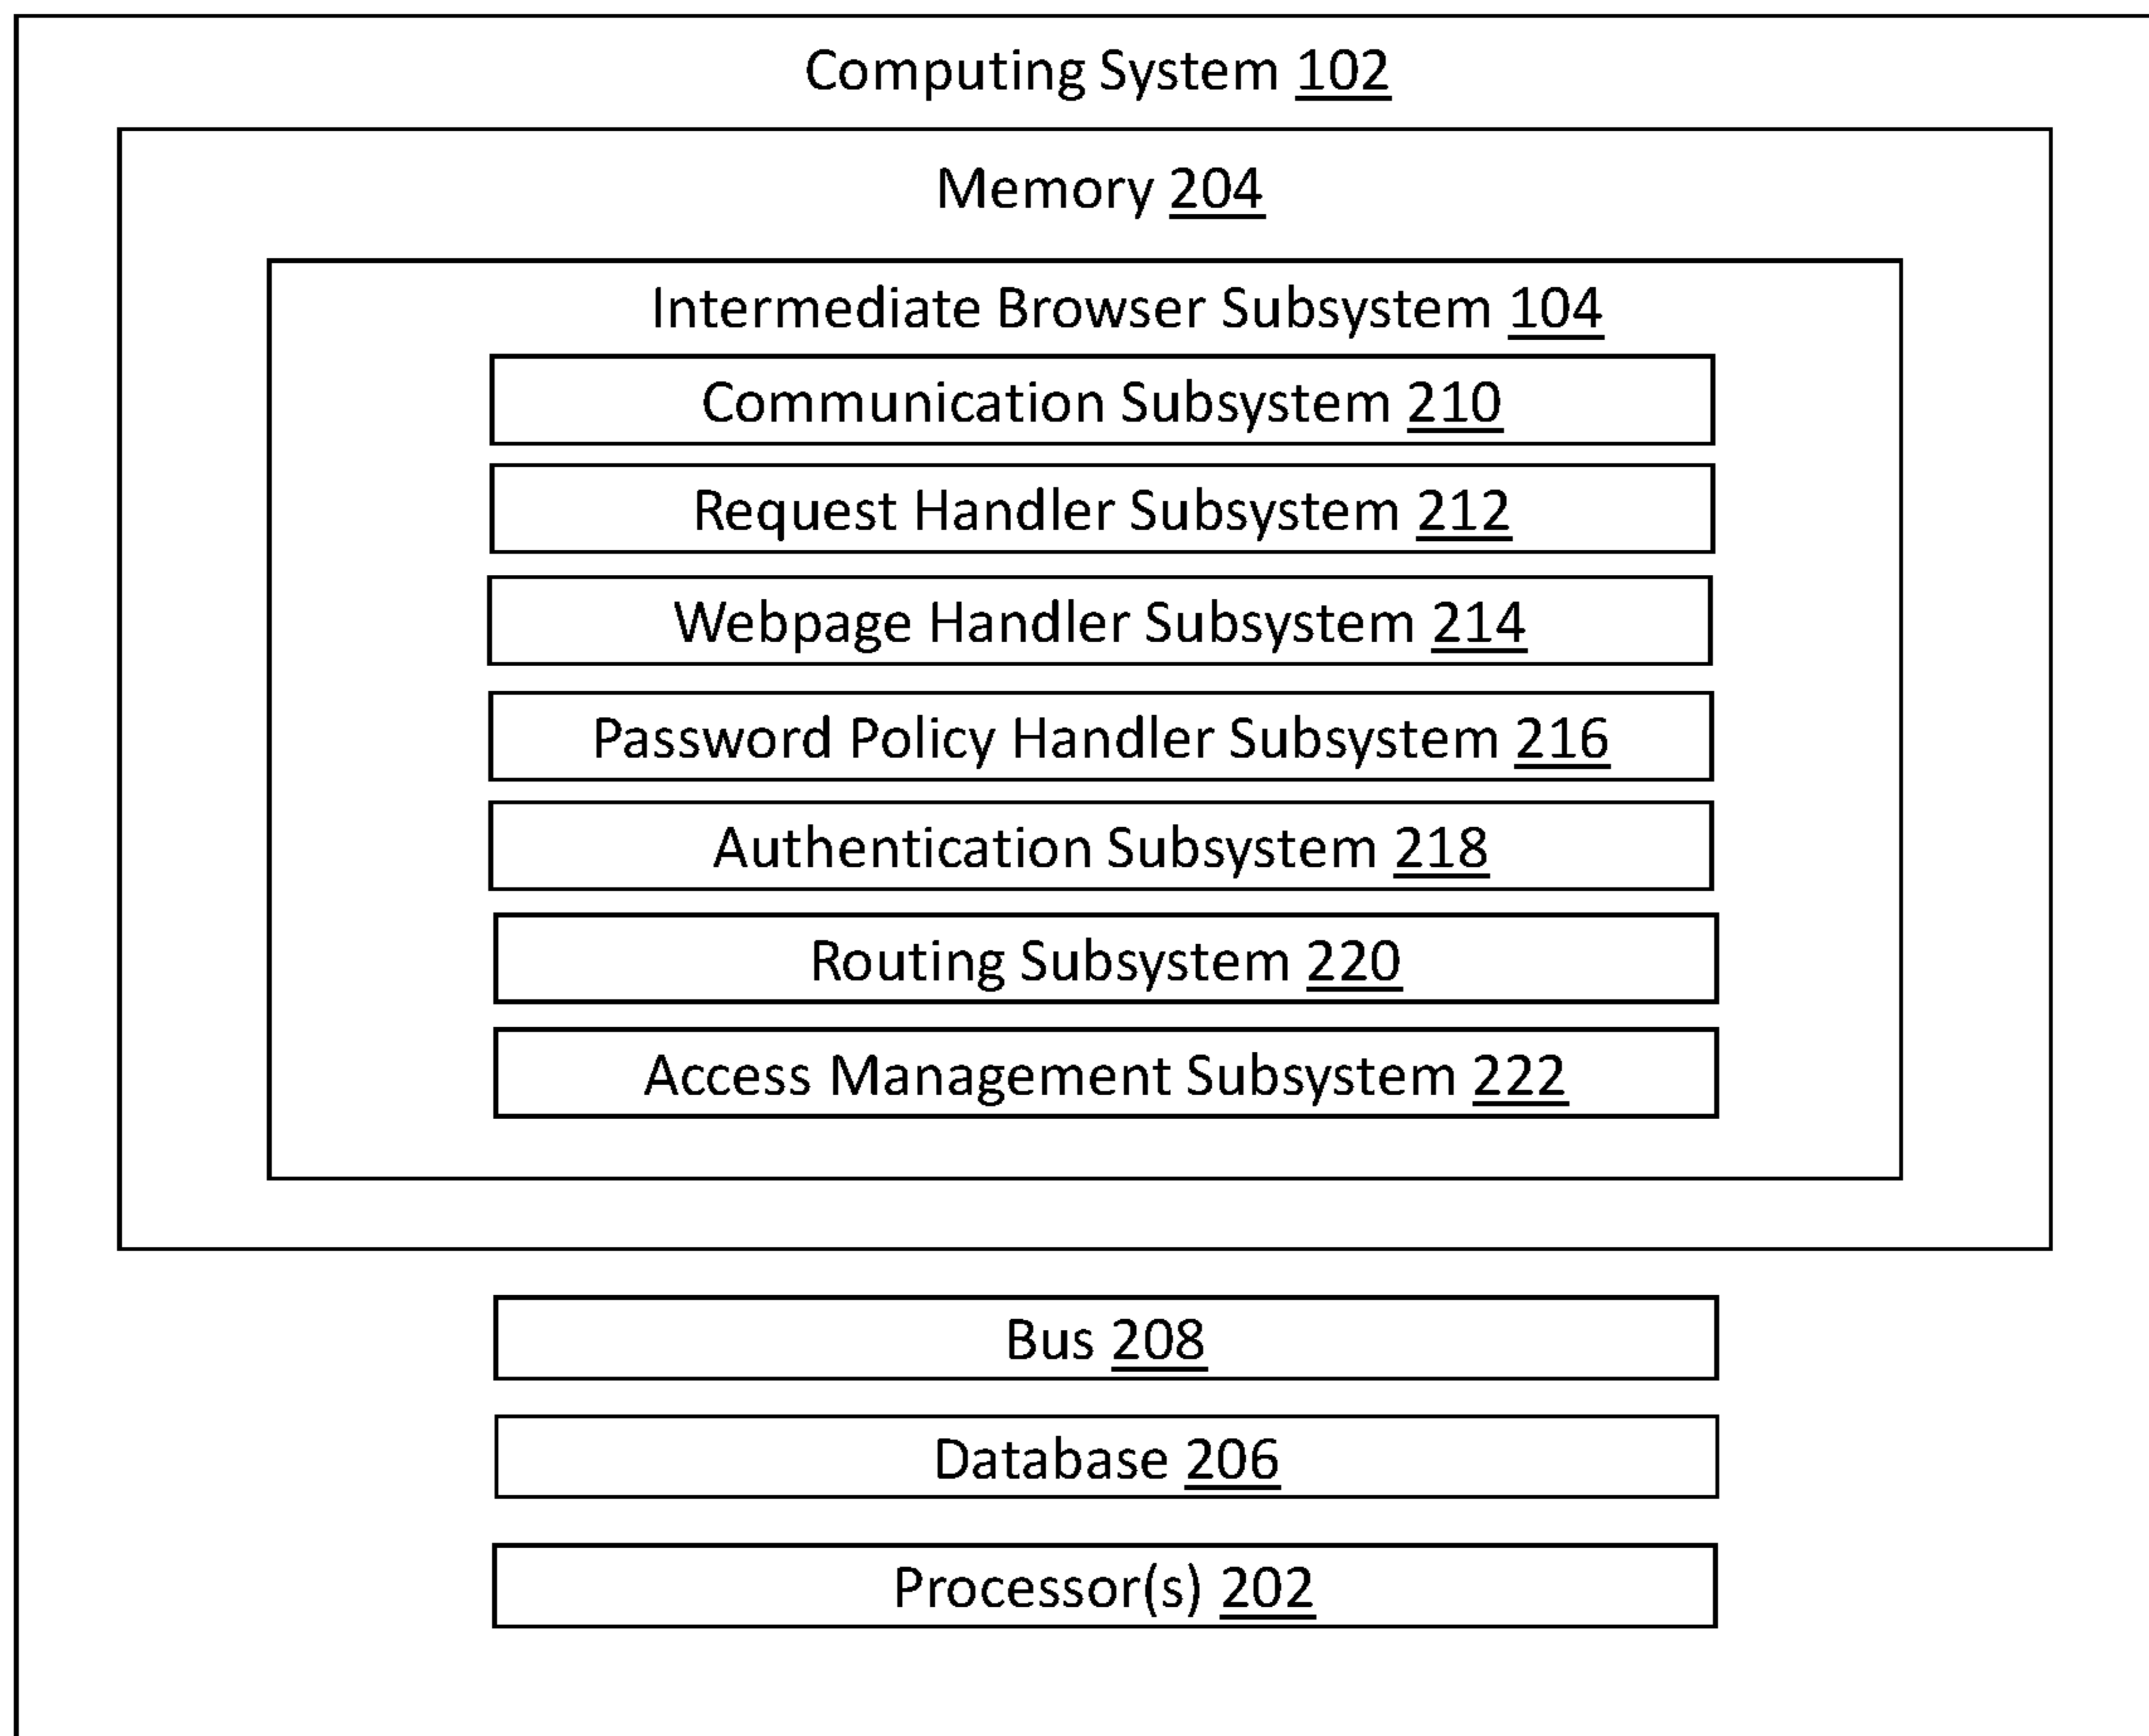 Computing System 102
Memory 204
Intermediate Browser Subsystem 104
Communication Subsystem 210
Request Handler Subsystem 212
Webpage Handler Subsystem 214
Password Policy Handler Subsystem 216
Authentication Subsystem 218
Routing Subsystem 220
Access Management Subsystem 222
Bus 208
Database 206
Processor(s) 202